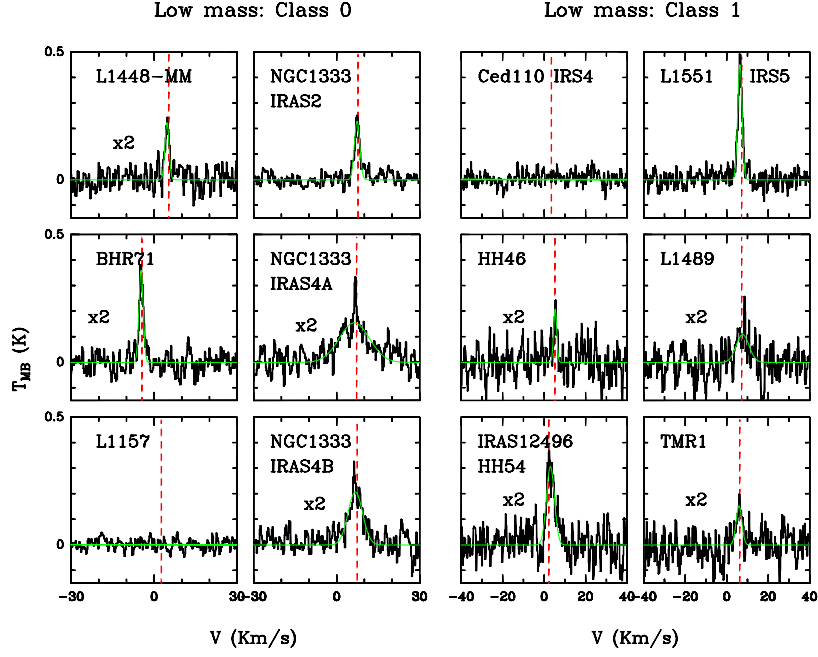 Low mass: Class 0
Low mass: Class 1
0.5
L1448-MM
x2
0
NGC1333
IRAS2
Ced110 IRS4
L1551 IRS5
0.5
BHR71
x2
0
NGC1333
IRAS4A
x2
HH46
x2
L1489
x2
T_MB (K)
0.5
L1157
0
NGC1333
IRAS4B
x2
IRAS12496
HH54
x2
TMR1
x2
-30 0 30
-30 0 30
-40 -20 0 20 40
-40 -20 0 20 40
V (Km/s)
V (Km/s)